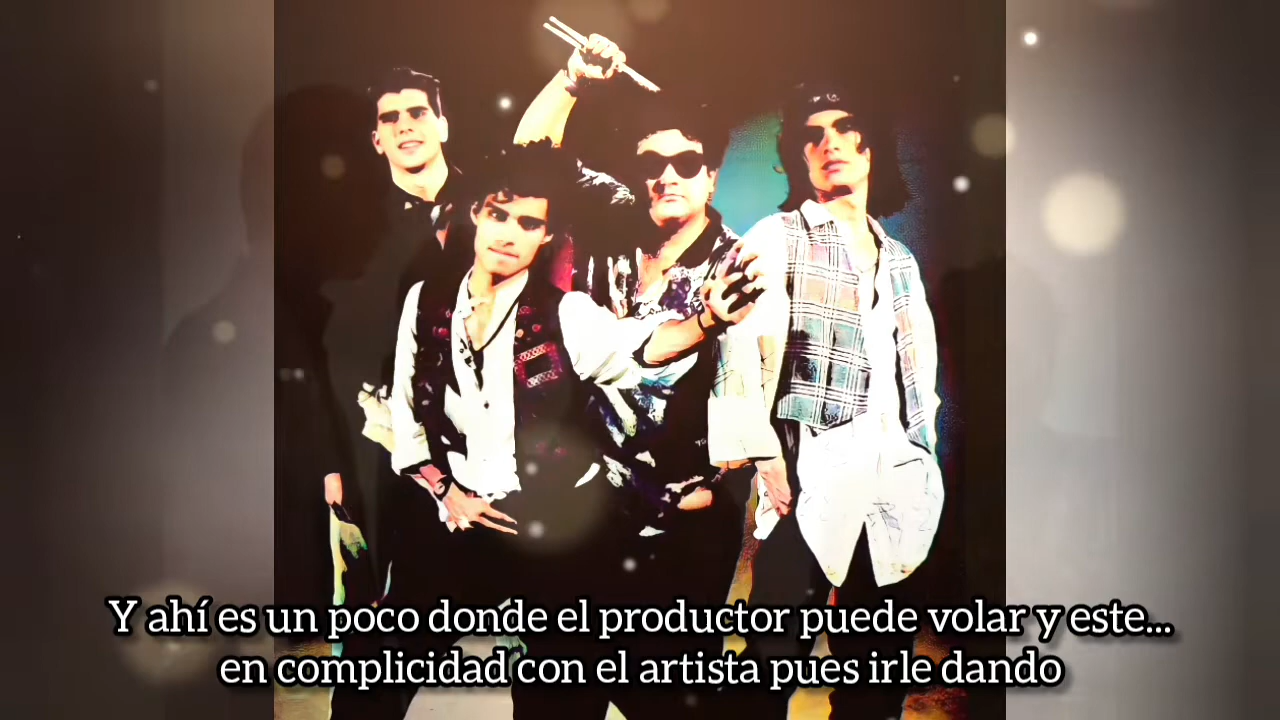 Y ahí es un poco donde el productor puede volar y este...
en complicidad con el artista pues irle dando